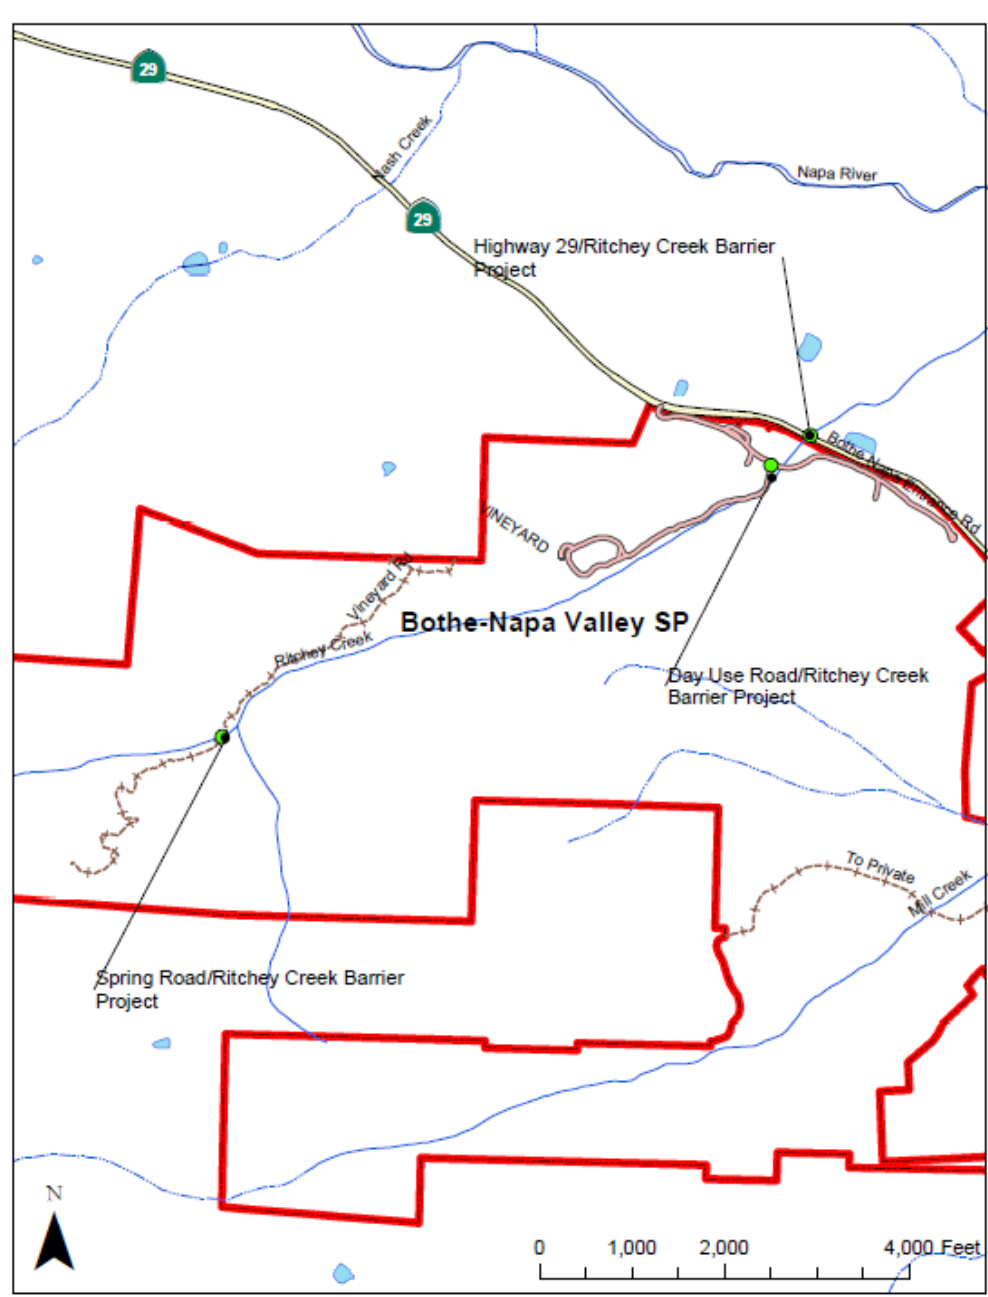 29
Nash Creek
Napa River
29
Highway 29/Ritchey Creek Barrier
Project
Bothe-Napa Entrance Rd
VINEYARD
Vineyard Rd
Bothe-Napa Valley SP
Ritchey Creek
Day Use Road/Ritchey Creek
Barrier Project
To Private
Mill Creek
Spring Road/Ritchey Creek Barrier
Project
N
0 1,000 2,000 4,000 Feet